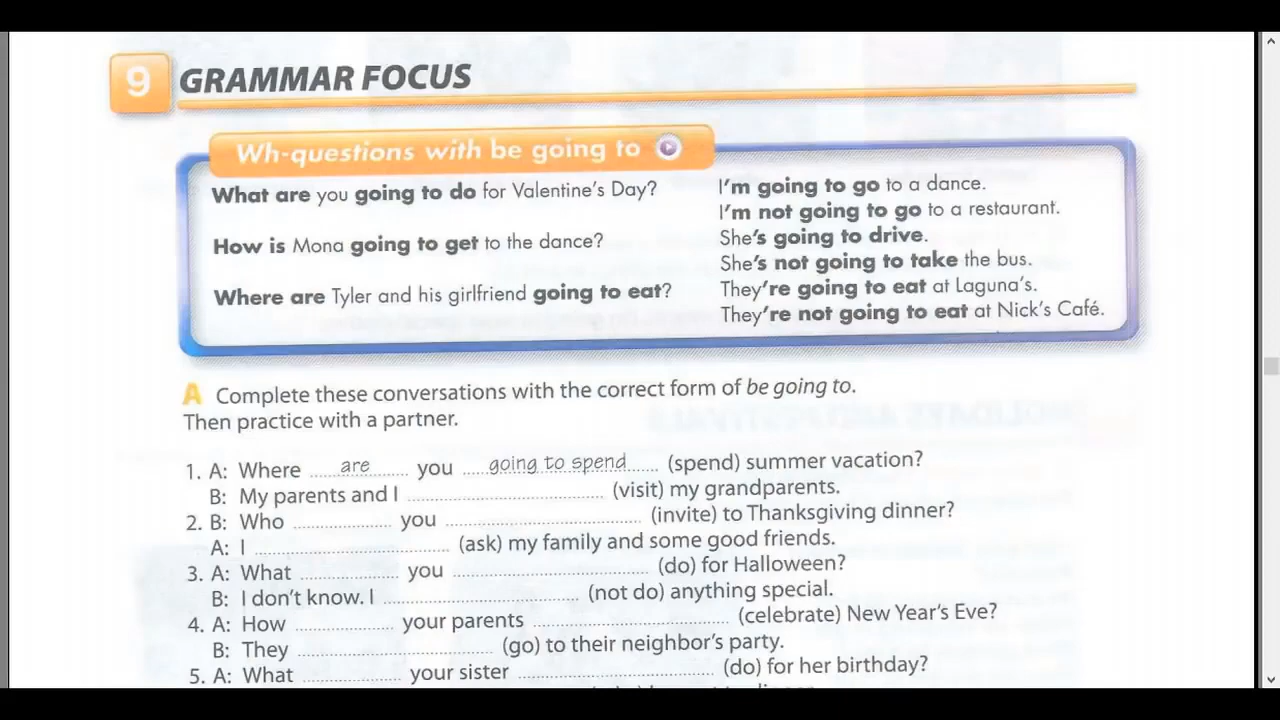 9 GRAMMAR FOCUS
Wh-questions with be going to
What are you going to do for Valentine's Day?
I'm going to go to a dance.
I'm not going to go to a restaurant.
How is Mona going to get to the dance?
She's going to drive.
She's not going to take the bus.
Where are Tyler and his girlfriend going to eat?
They're going to eat at Laguna's.
They're not going to eat at Nick's Café.
A Complete these conversations with the correct form of be going to.
Then practice with a partner.
1. A: Where are you going to spend (spend) summer vacation?
B: My parents and I (visit) my grandparents.
2. B: Who you (invite) to Thanksgiving dinner?
A: I (ask) my family and some good friends.
3. A: What you (do) for Halloween?
B: I don't know. I (not do) anything special.
4. A: How your parents (celebrate) New Year's Eve?
B: They (go) to their neighbor's party.
5. A: What your sister (do) for her birthday?